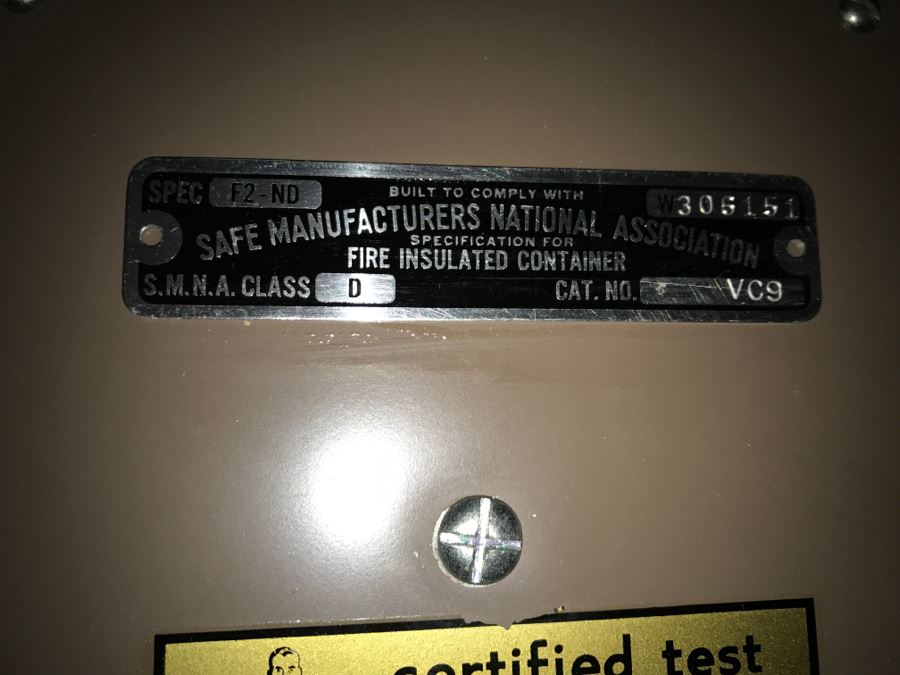 SPEC F2-ND
BUILT TO COMPLY WITH
W306151
SAFE MANUFACTURERS NATIONAL ASSOCIATION
SPECIFICATION FOR
FIRE INSULATED CONTAINER
S.M.N.A. CLASS D
CAT. NO. VC9
certified test